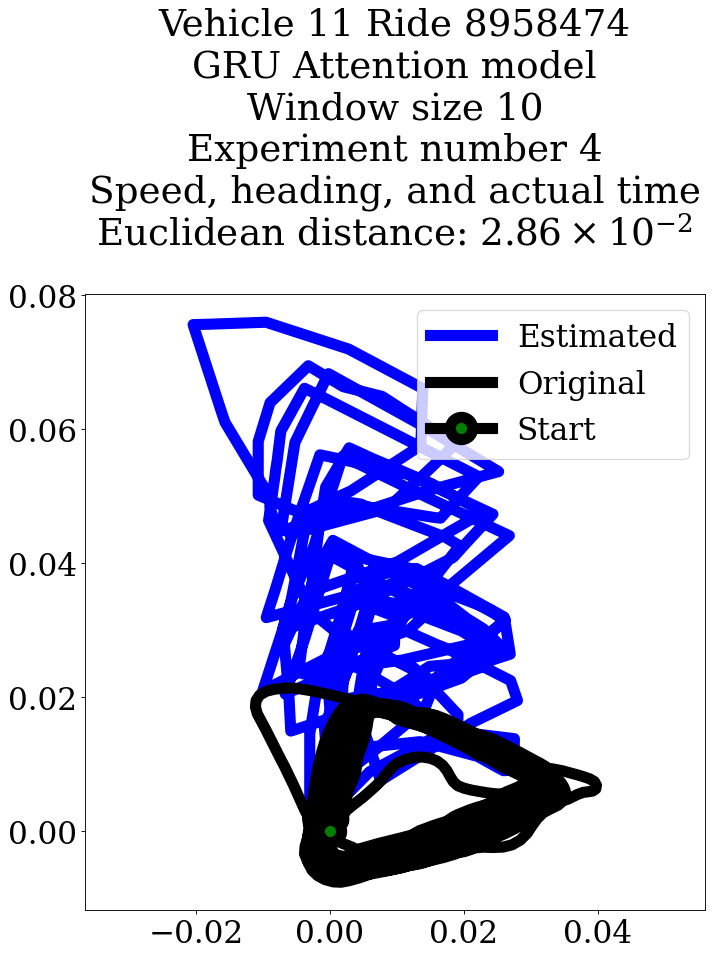 Vehicle 11 Ride 8958474
GRU Attention model
Window size 10
Experiment number 4
Speed, heading, and actual time
Euclidean distance: 2.86 × 10⁻²
0.08
0.06
0.04
0.02
0.00
Estimated
Original
Start
−0.02 0.00 0.02 0.04